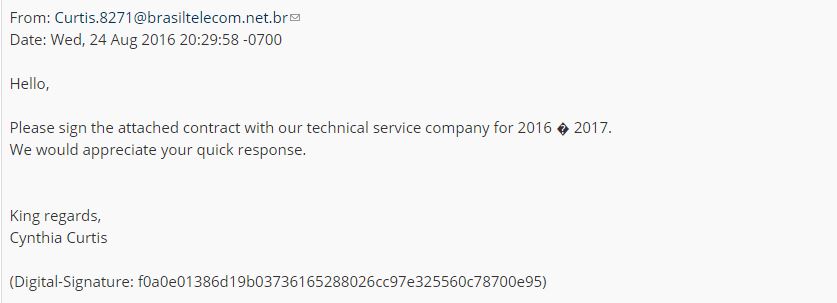 From: Curtis.8271@brasiltelecom.net.br
Date: Wed, 24 Aug 2016 20:29:58 -0700
Hello,
Please sign the attached contract with our technical service company for 2016 � 2017.
We would appreciate your quick response.
King regards,
Cynthia Curtis
(Digital-Signature: f0a0e01386d19b03736165288026cc97e325560c78700e95)